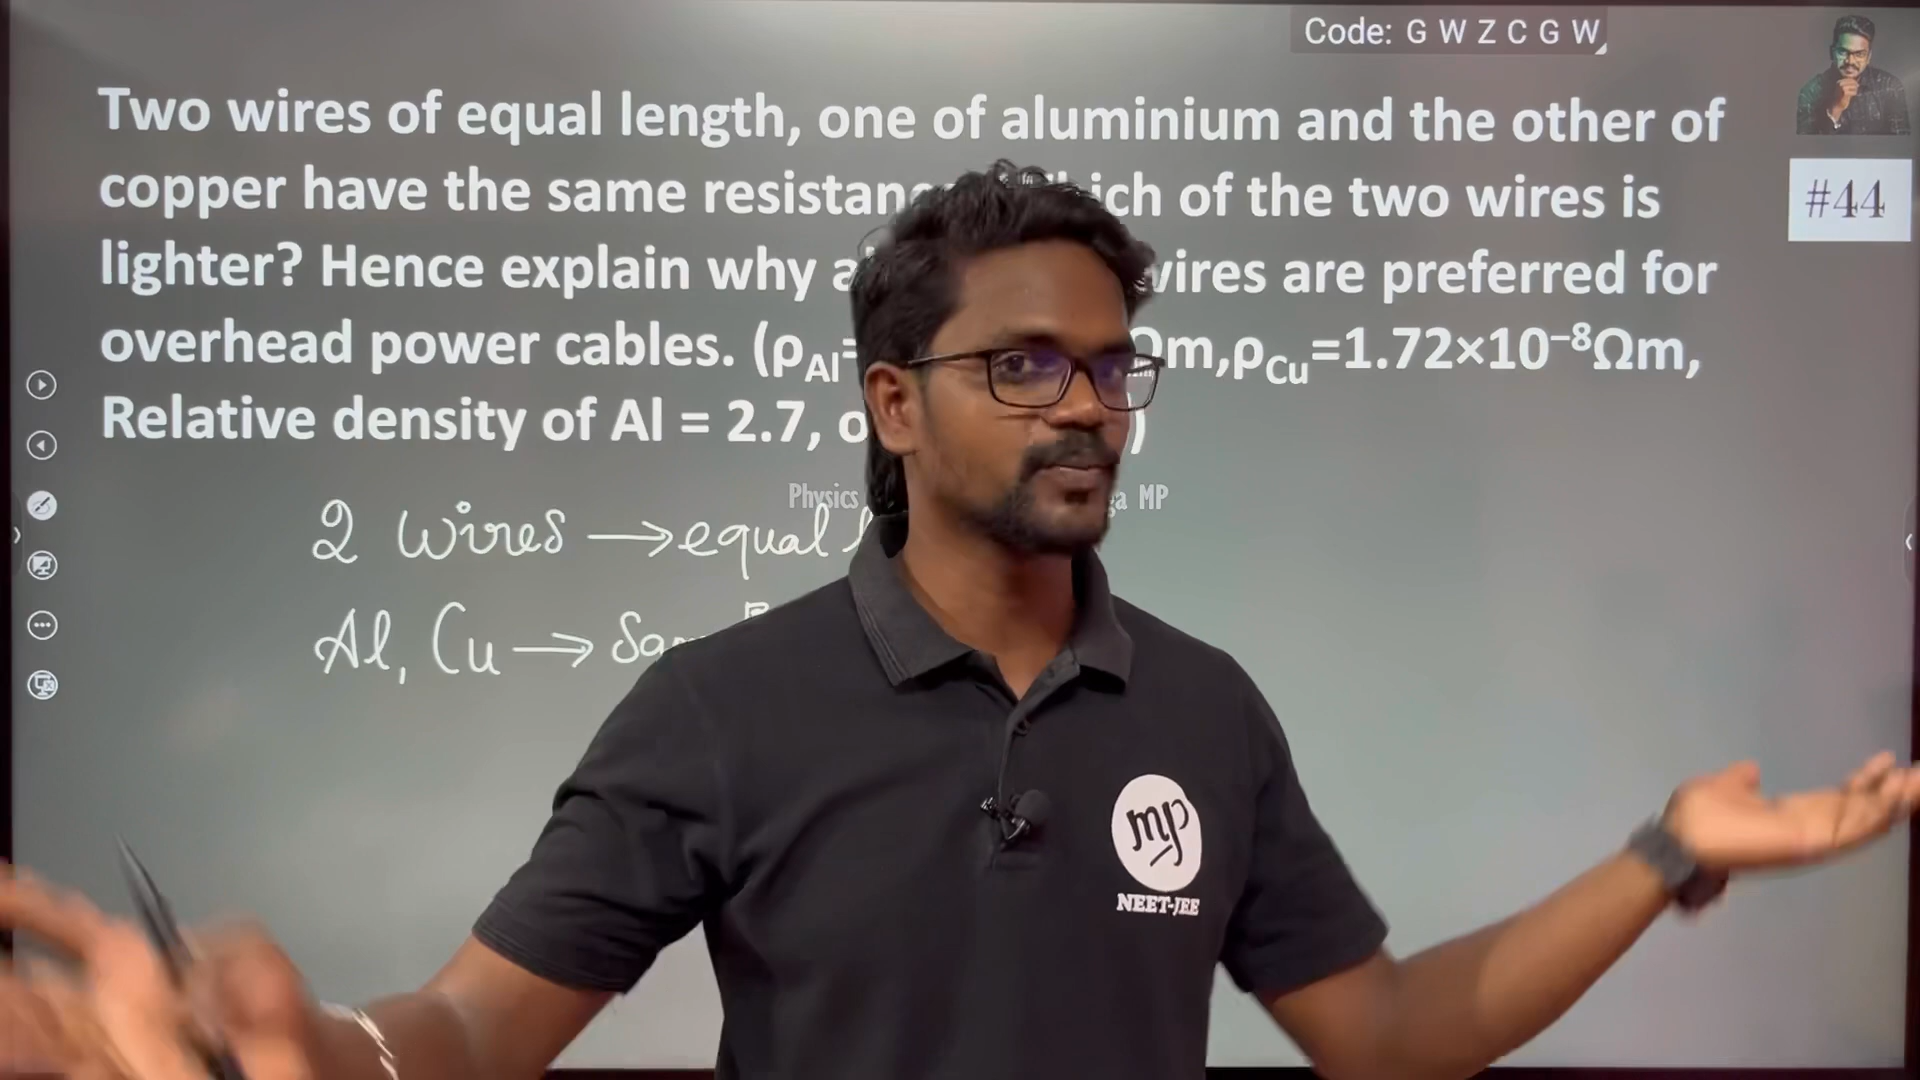 Code: G W Z C G W
Two wires of equal length, one of aluminium and the other of
copper have the same ich of the two wires is
lighter? Hence explain why wires are preferred for
overhead power cables. (ρAl= Ωm,ρCu=1.72×10⁻⁸Ωm,
Relative density of Al = 2.7, )
#44
Physics MP
2 wires → equal
Al, Cu →
mp
NEET-JEE